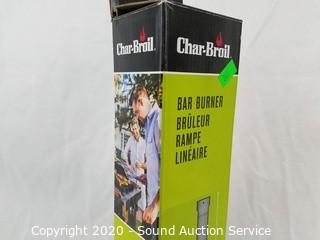 Char-Broil
Char-Broil
BAR BURNER
BRÛLEUR
RAMPE
LINÉAIRE
Copyright 2020 - Sound Auction Service